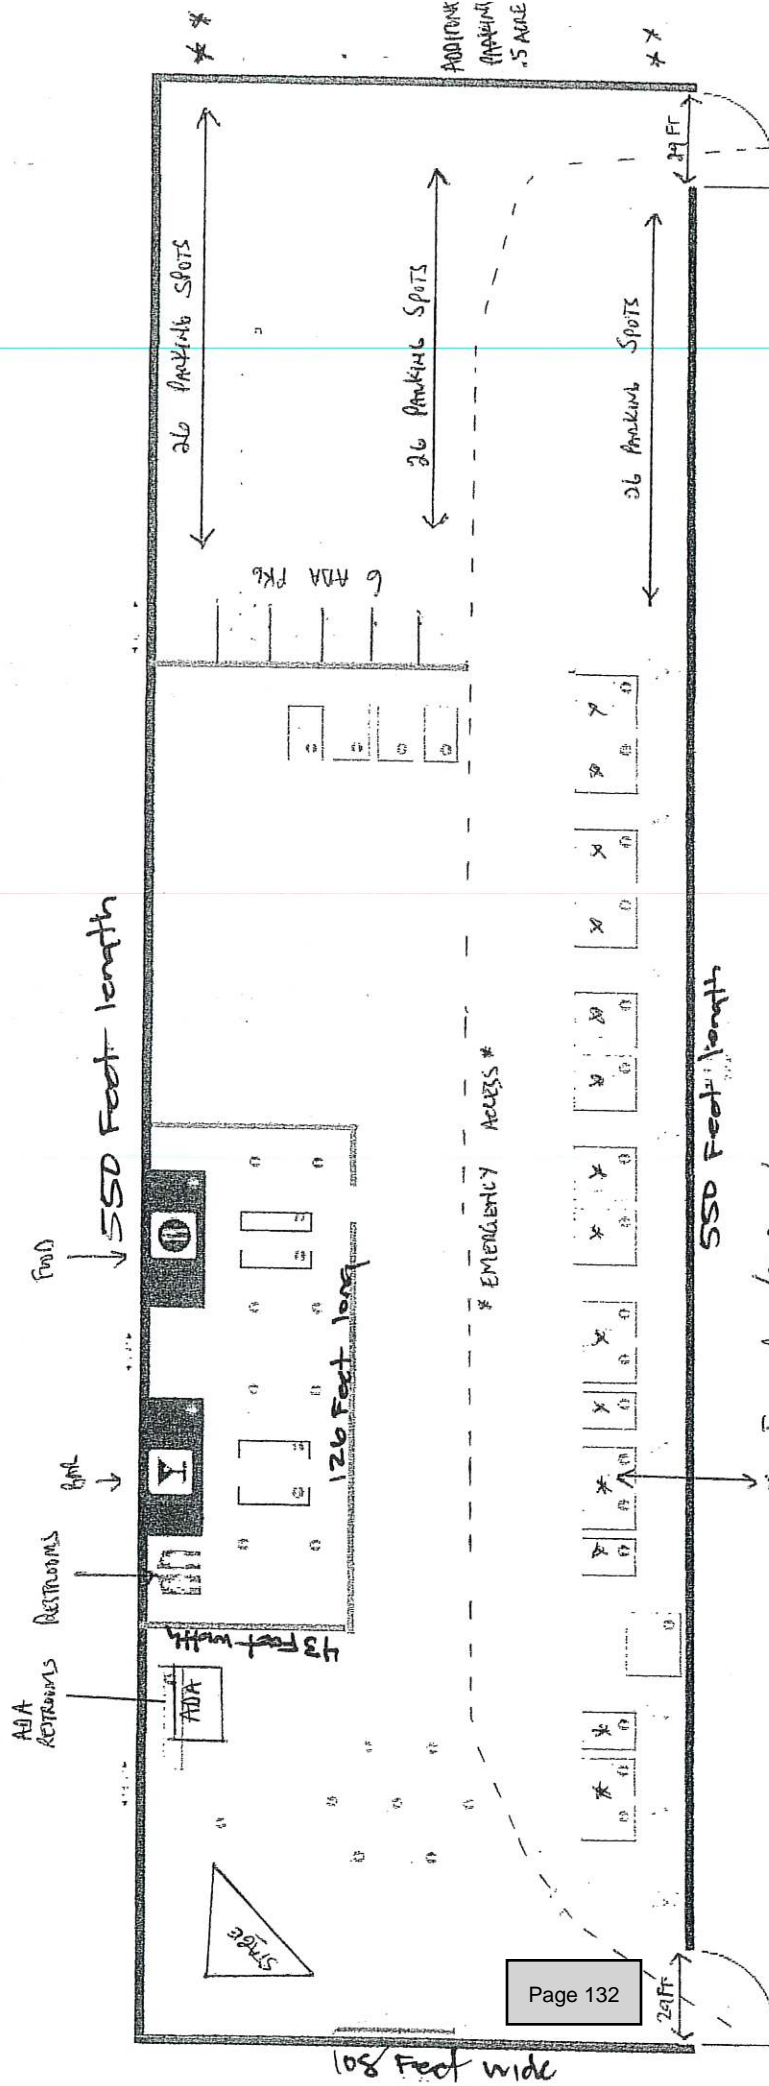 * *
ADDITIONAL
PARKING
.5 ACRE
* *
29 FT
26 PARKING SPOTS
26 PARKING SPOTS
26 PARKING SPOTS
6 ADA PKG
550 Feet length
FOOD
BAR
RESTROOMS
ADA
RESTROOMS
ADA
43 Feet width
126 Feet long
* EMERGENCY ACCESS *
550 Feet length
STAGE
29 FT
108 Feet wide
Page 132